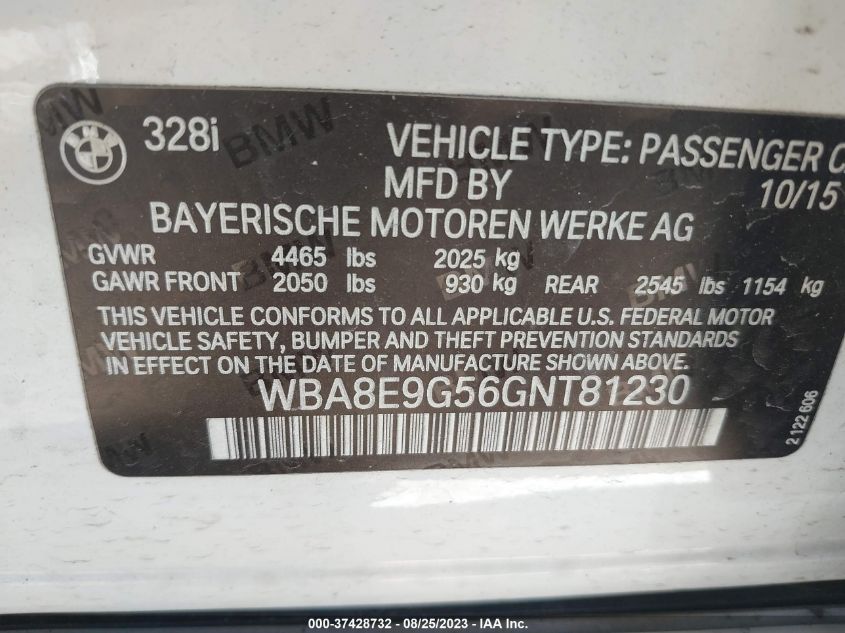 BMW
328i
VEHICLE TYPE: PASSENGER C
MFD BY
10/15
BAYERISCHE MOTOREN WERKE AG
GVWR 4465 lbs 2025 kg
GAWR FRONT 2050 lbs 930 kg REAR 2545 lbs 1154 kg
THIS VEHICLE CONFORMS TO ALL APPLICABLE U.S. FEDERAL MOTOR
VEHICLE SAFETY, BUMPER AND THEFT PREVENTION STANDARDS
IN EFFECT ON THE DATE OF MANUFACTURE SHOWN ABOVE.
WBA8E9G56GNT81230
2122606
000-37428732 - 08/25/2023 - IAA Inc.